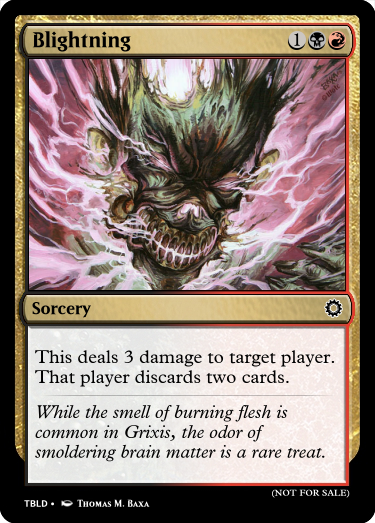 Blightning 1
Sorcery
This deals 3 damage to target player.
That player discards two cards.
While the smell of burning flesh is
common in Grixis, the odor of
smoldering brain matter is a rare treat.
(NOT FOR SALE)
TBLD • Thomas M. Baxa